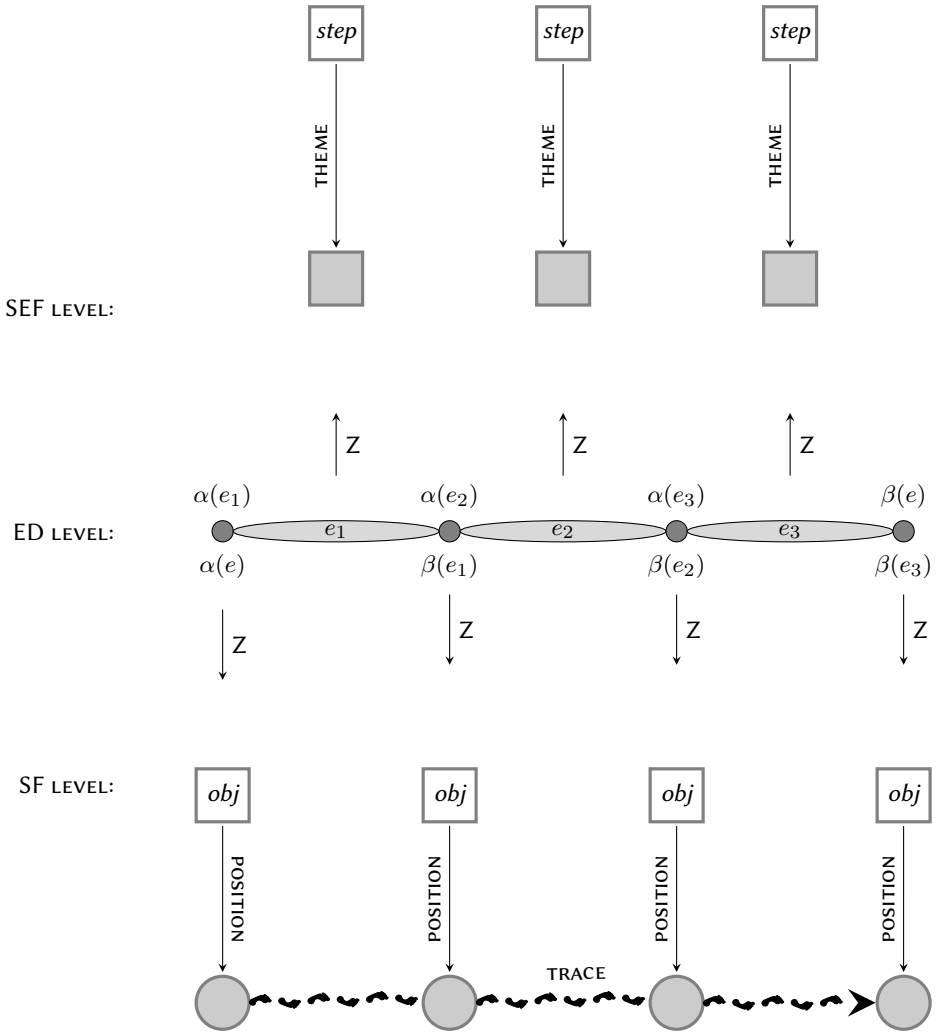 step step step
THEME THEME THEME
SEF LEVEL:
Z Z Z
α(e₁) α(e₂) α(e₃) β(e)
ED LEVEL: e₁ e₂ e₃
α(e) β(e₁) β(e₂) β(e₃)
Z Z Z Z
SF LEVEL:
obj obj obj obj
POSITION POSITION POSITION POSITION
TRACE